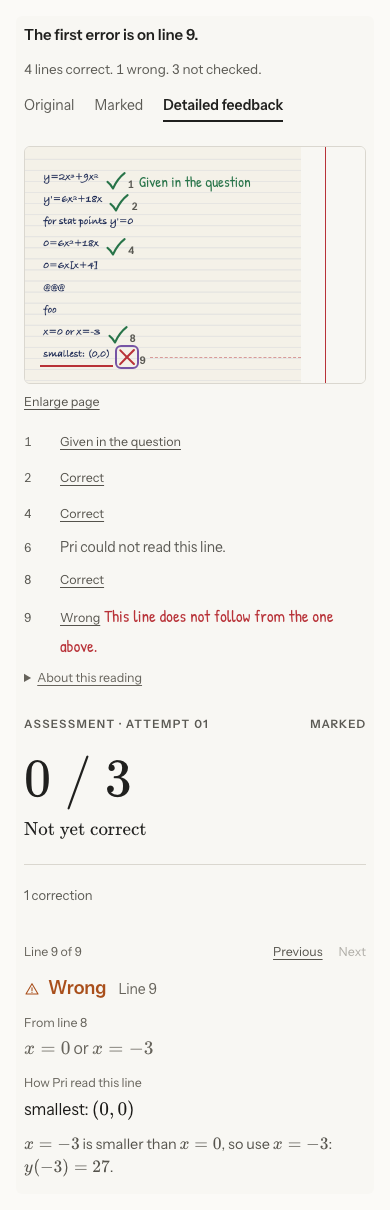 The first error is on line 9.
4 lines correct. 1 wrong. 3 not checked.
Original Marked Detailed feedback
y=2x³+9x² 1 Given in the question
y'=6x²+18x 2
for stat points y'=0
0=6x²+18x 4
0=6x[x+4]
@@@
foo
x=0 or x=-3 8
smallest: (0,0) 9
Enlarge page
1 Given in the question
2 Correct
4 Correct
6 Pri could not read this line.
8 Correct
9 Wrong This line does not follow from the one
above.
About this reading
ASSESSMENT · ATTEMPT 01 MARKED
0 / 3
Not yet correct
1 correction
Line 9 of 9 Previous Next
Wrong Line 9
From line 8
x = 0 or x = −3
How Pri read this line
smallest: (0, 0)
x = −3 is smaller than x = 0, so use x = −3:
y(−3) = 27.